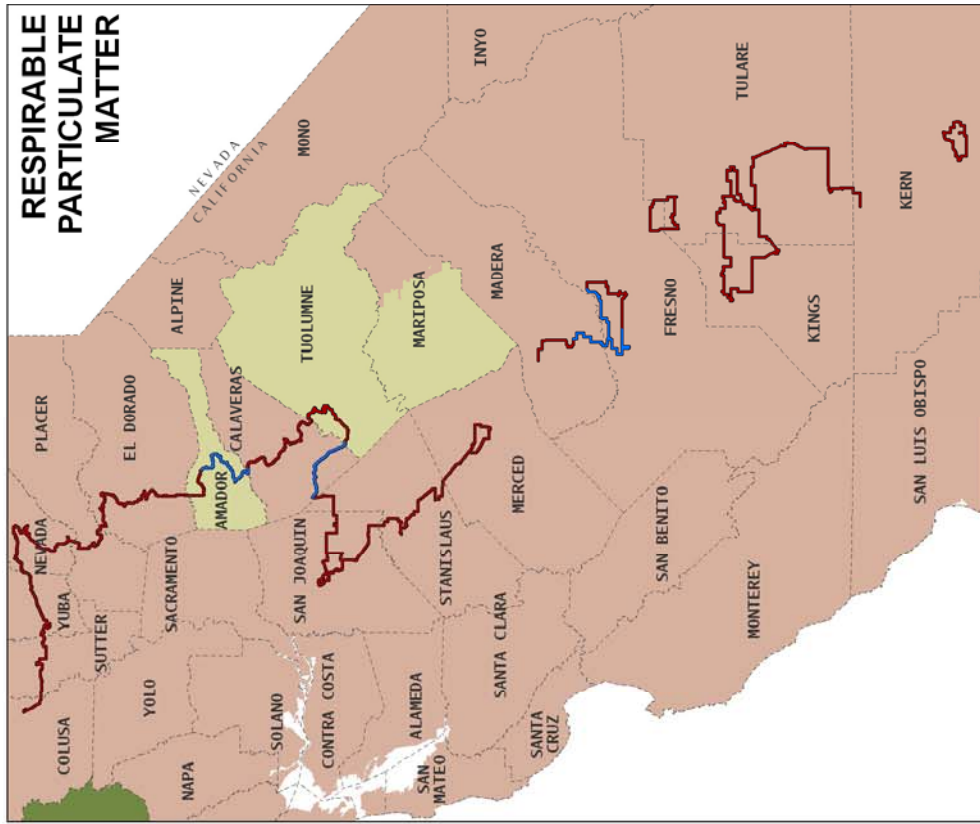 RESPIRABLE
PARTICULATE
MATTER
NEVADA
CALIFORNIA
PLACER
NEVADA
YUBA
SUTTER
COLUSA
EL DORADO
ALPINE
AMADOR
SACRAMENTO
YOLO
NAPA
MONO
CALAVERAS
TUOLUMNE
SAN JOAQUIN
SOLANO
CONTRA COSTA
INYO
MARIPOSA
MADERA
STANISLAUS
ALAMEDA
SAN
MATEO
MERCED
SANTA CLARA
SANTA
CRUZ
TULARE
FRESNO
SAN BENITO
MONTEREY
KINGS
KERN
SAN LUIS OBISPO